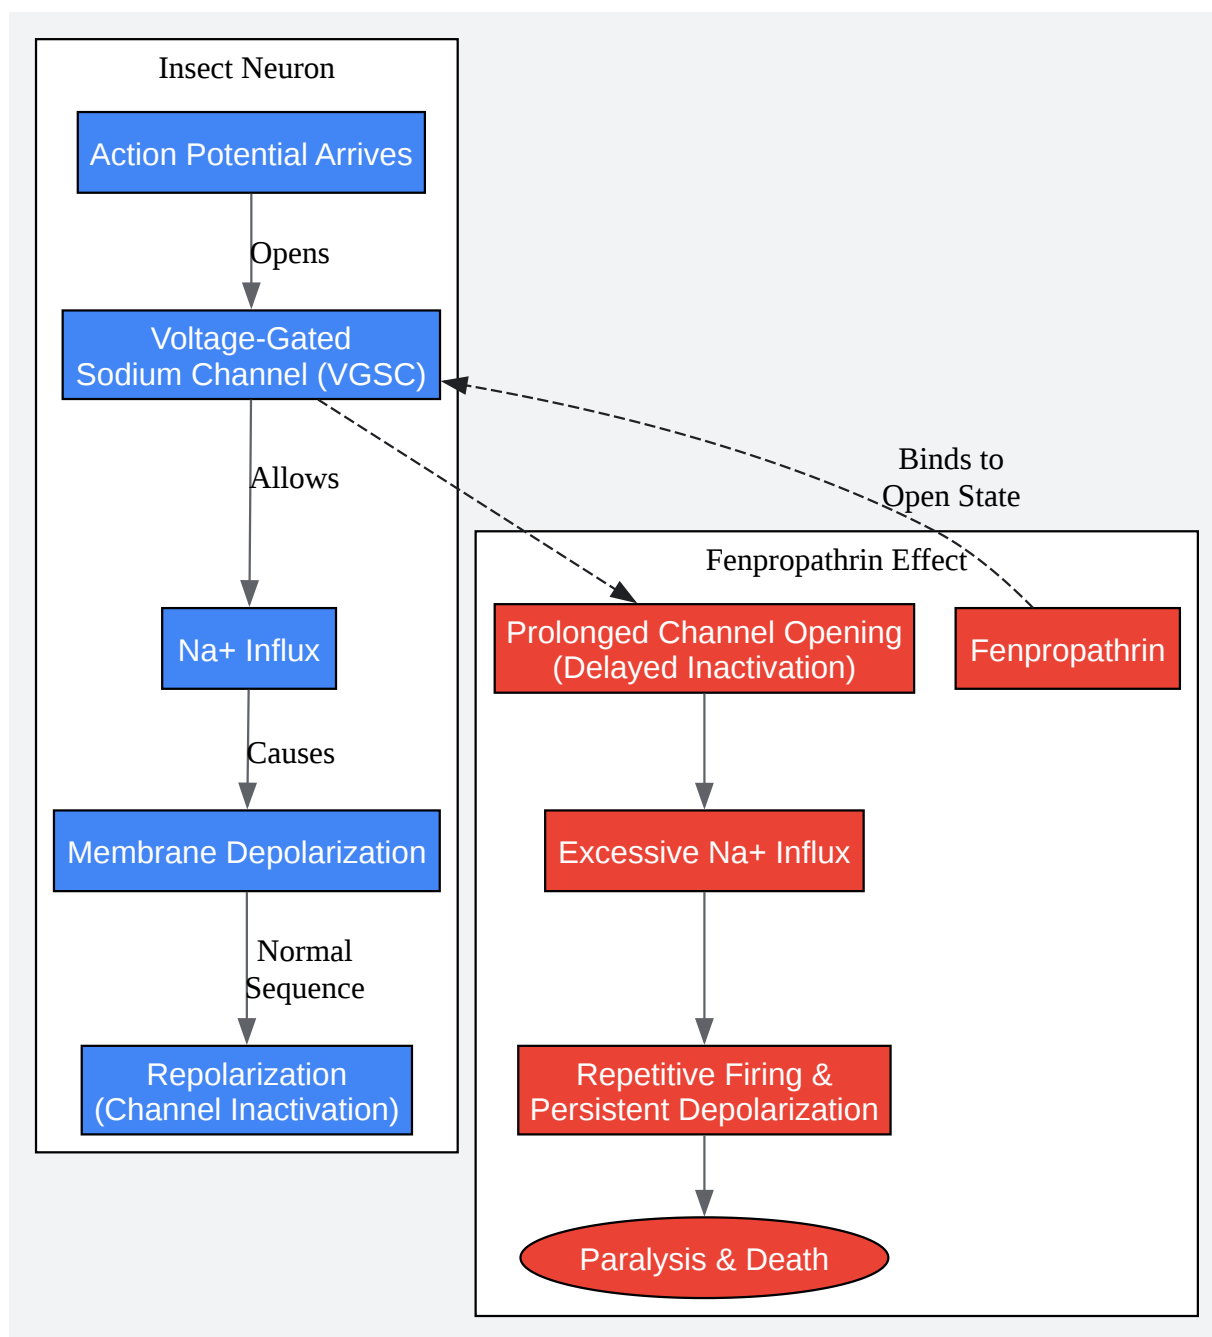 Insect Neuron
Action Potential Arrives
Opens
Voltage-Gated
Sodium Channel (VGSC)
Allows
Na+ Influx
Causes
Membrane Depolarization
Normal
Sequence
Repolarization
(Channel Inactivation)
Binds to
Open State
Fenpropathrin Effect
Prolonged Channel Opening
(Delayed Inactivation)
Fenpropathrin
Excessive Na+ Influx
Repetitive Firing &
Persistent Depolarization
Paralysis & Death